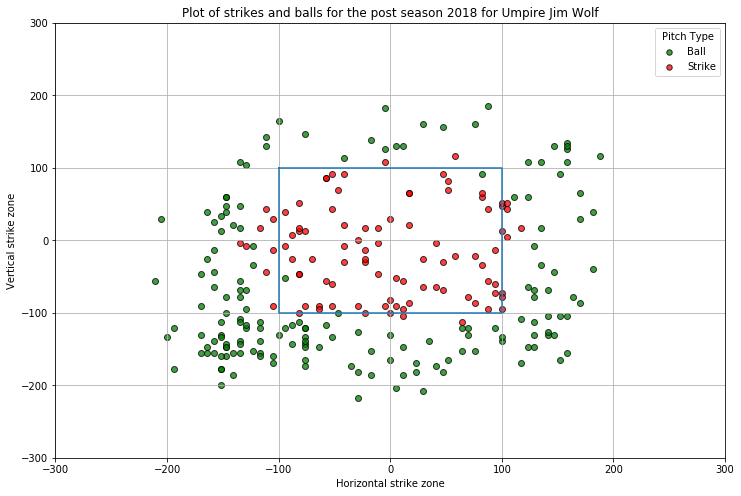 Plot of strikes and balls for the post season 2018 for Umpire Jim Wolf
300
200
100
0
−100
−200
−300
Vertical strike zone
Pitch Type
Ball
Strike
−300 −200 −100 0 100 200 300
Horizontal strike zone